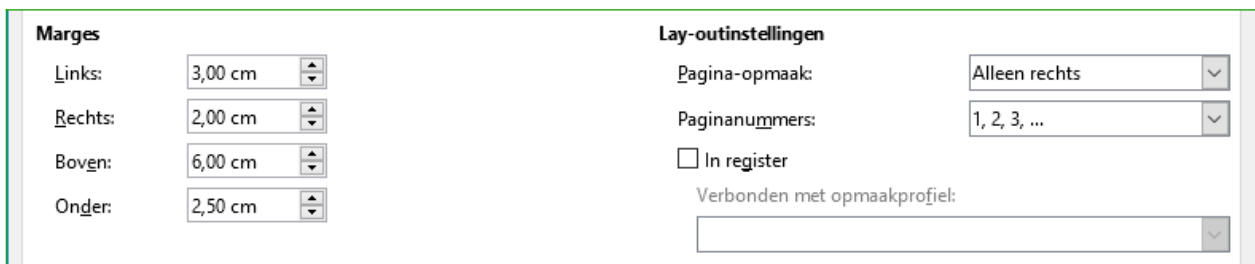 Marges
Links: 3,00 cm
Rechts: 2,00 cm
Boven: 6,00 cm
Onder: 2,50 cm
Lay-outinstellingen
Pagina-opmaak: Alleen rechts
Paginanummers: 1, 2, 3, ...
In register
Verbonden met opmaakprofiel: